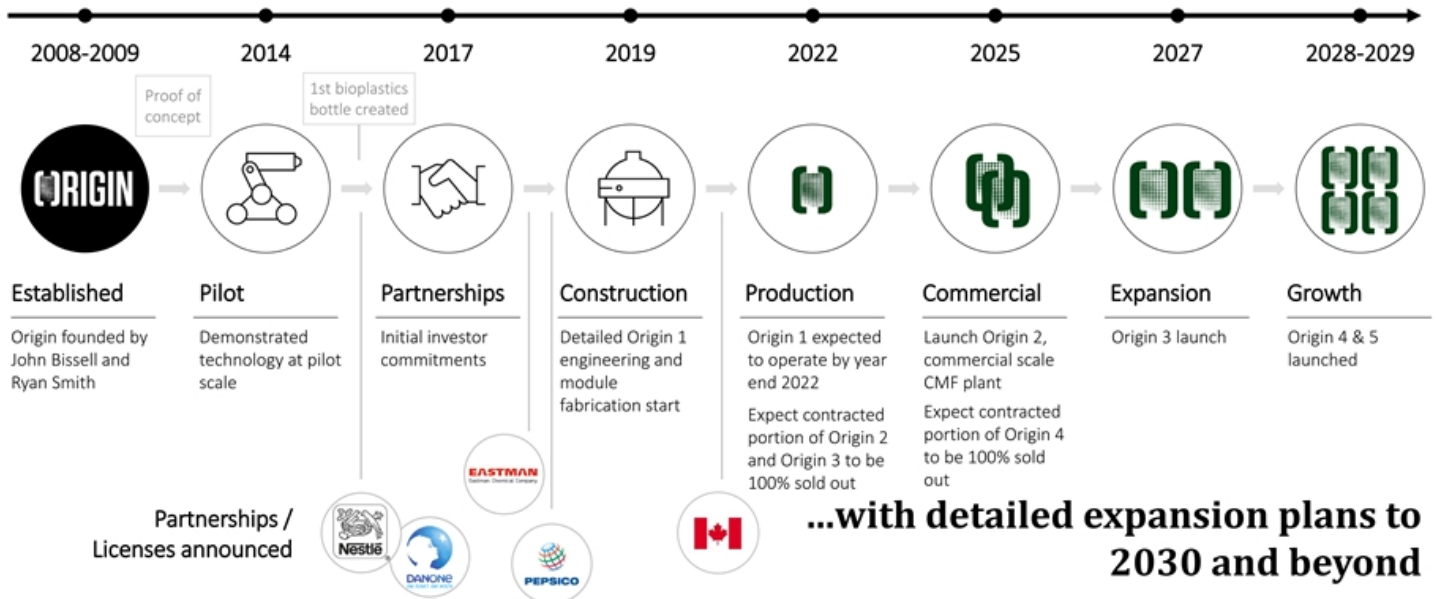 2008-2009
2014
2017
2019
2022
2025
2027
2028-2029
Proof of
concept
1st bioplastics
bottle created
ORIGIN
Established
Origin founded by
John Bissell and
Ryan Smith
Pilot
Demonstrated
technology at pilot
scale
Partnerships
Initial investor
commitments
Construction
Detailed Origin 1
engineering and
module
fabrication start
Production
Origin 1 expected
to operate by year
end 2022
Expect contracted
portion of Origin 2
and Origin 3 to be
100% sold out
Commercial
Launch Origin 2,
commercial scale
CMF plant
Expect contracted
portion of Origin 4
to be 100% sold
out
Expansion
Origin 3 launch
Growth
Origin 4 & 5
launched
Partnerships /
Licenses announced
Nestlé
DANONE
EASTMAN
Eastman Chemical Company
PEPSICO
...with detailed expansion plans to
2030 and beyond